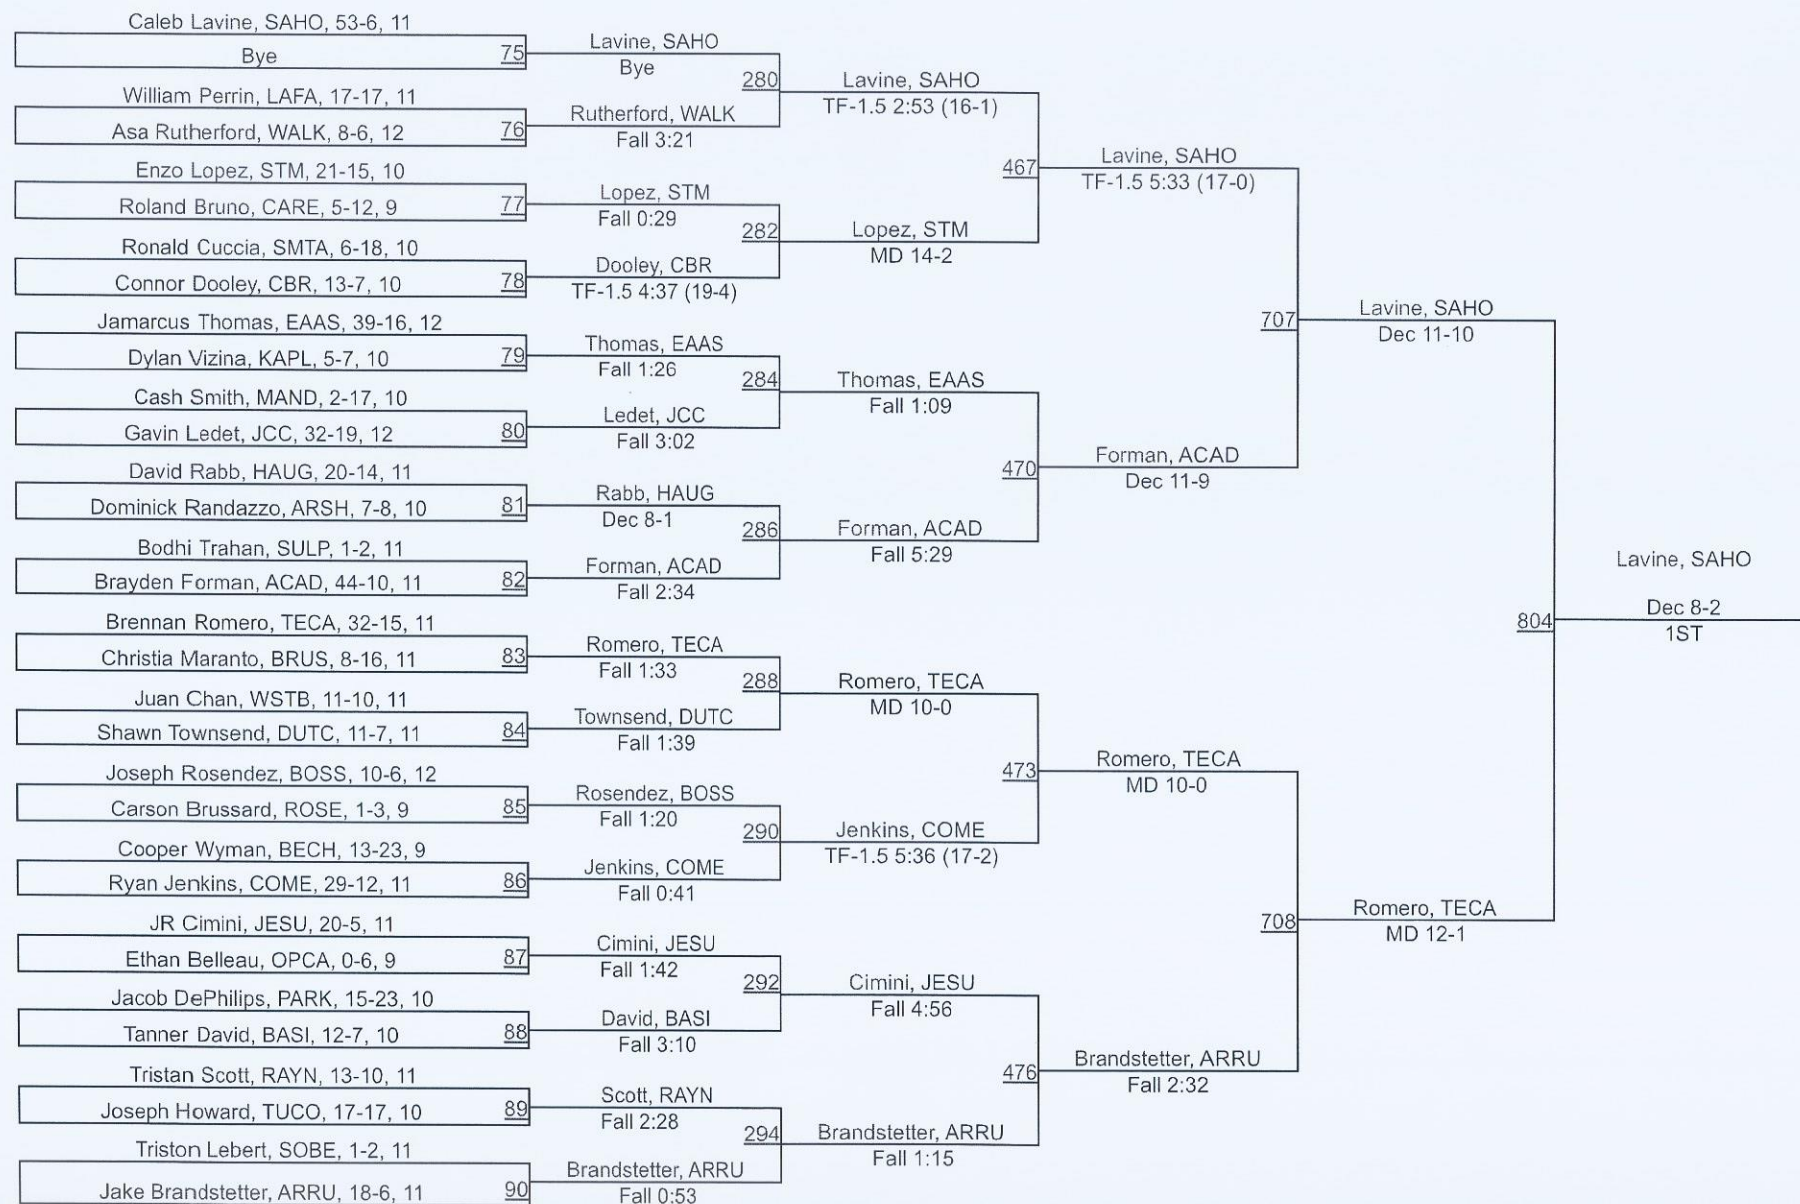 Caleb Lavine, SAHO, 53-6, 11
Bye
75
William Perrin, LAFA, 17-17, 11
Asa Rutherford, WALK, 8-6, 12
76
Enzo Lopez, STM, 21-15, 10
Roland Bruno, CARE, 5-12, 9
77
Ronald Cuccia, SMTA, 6-18, 10
Connor Dooley, CBR, 13-7, 10
78
Jamarcus Thomas, EAAS, 39-16, 12
Dylan Vizina, KAPL, 5-7, 10
79
Cash Smith, MAND, 2-17, 10
Gavin Ledet, JCC, 32-19, 12
80
David Rabb, HAUG, 20-14, 11
Dominick Randazzo, ARSH, 7-8, 10
81
Bodhi Trahan, SULP, 1-2, 11
Brayden Forman, ACAD, 44-10, 11
82
Brennan Romero, TECA, 32-15, 11
Christia Maranto, BRUS, 8-16, 11
83
Juan Chan, WSTB, 11-10, 11
Shawn Townsend, DUTC, 11-7, 11
84
Joseph Rosendez, BOSS, 10-6, 12
Carson Brussard, ROSE, 1-3, 9
85
Cooper Wyman, BECH, 13-23, 9
Ryan Jenkins, COME, 29-12, 11
86
JR Cimini, JESU, 20-5, 11
Ethan Belleau, OPCA, 0-6, 9
87
Jacob DePhilips, PARK, 15-23, 10
Tanner David, BASI, 12-7, 10
88
Tristan Scott, RAYN, 13-10, 11
Joseph Howard, TUCO, 17-17, 10
89
Triston Lebert, SOBE, 1-2, 11
Jake Brandstetter, ARRU, 18-6, 11
90
Lavine, SAHO
Bye
280
Rutherford, WALK
Fall 3:21
Lopez, STM
Fall 0:29
282
Dooley, CBR
TF-1.5 4:37 (19-4)
Thomas, EAAS
Fall 1:26
284
Ledet, JCC
Fall 3:02
Rabb, HAUG
Dec 8-1
286
Forman, ACAD
Fall 2:34
Romero, TECA
Fall 1:33
288
Townsend, DUTC
Fall 1:39
Rosendez, BOSS
Fall 1:20
290
Jenkins, COME
Fall 0:41
Cimini, JESU
Fall 1:42
292
David, BASI
Fall 3:10
Scott, RAYN
Fall 2:28
294
Brandstetter, ARRU
Fall 0:53
Lavine, SAHO
TF-1.5 2:53 (16-1)
467
Lopez, STM
MD 14-2
Thomas, EAAS
Fall 1:09
470
Forman, ACAD
Fall 5:29
Romero, TECA
MD 10-0
473
Jenkins, COME
TF-1.5 5:36 (17-2)
Cimini, JESU
Fall 4:56
476
Brandstetter, ARRU
Fall 1:15
Lavine, SAHO
TF-1.5 5:33 (17-0)
707
Forman, ACAD
Dec 11-9
Romero, TECA
MD 10-0
708
Brandstetter, ARRU
Fall 2:32
Lavine, SAHO
Dec 11-10
804
Romero, TECA
MD 12-1
Lavine, SAHO
Dec 8-2
1ST